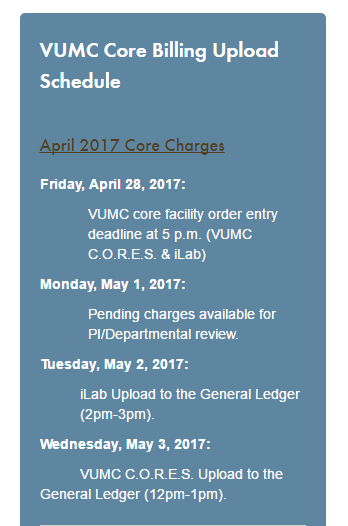 VUMC Core Billing Upload
Schedule
April 2017 Core Charges
Friday, April 28, 2017:
VUMC core facility order entry
deadline at 5 p.m. (VUMC
C.O.R.E.S. & iLab)
Monday, May 1, 2017:
Pending charges available for
PI/Departmental review.
Tuesday, May 2, 2017:
iLab Upload to the General Ledger
(2pm-3pm).
Wednesday, May 3, 2017:
VUMC C.O.R.E.S. Upload to the
General Ledger (12pm-1pm).